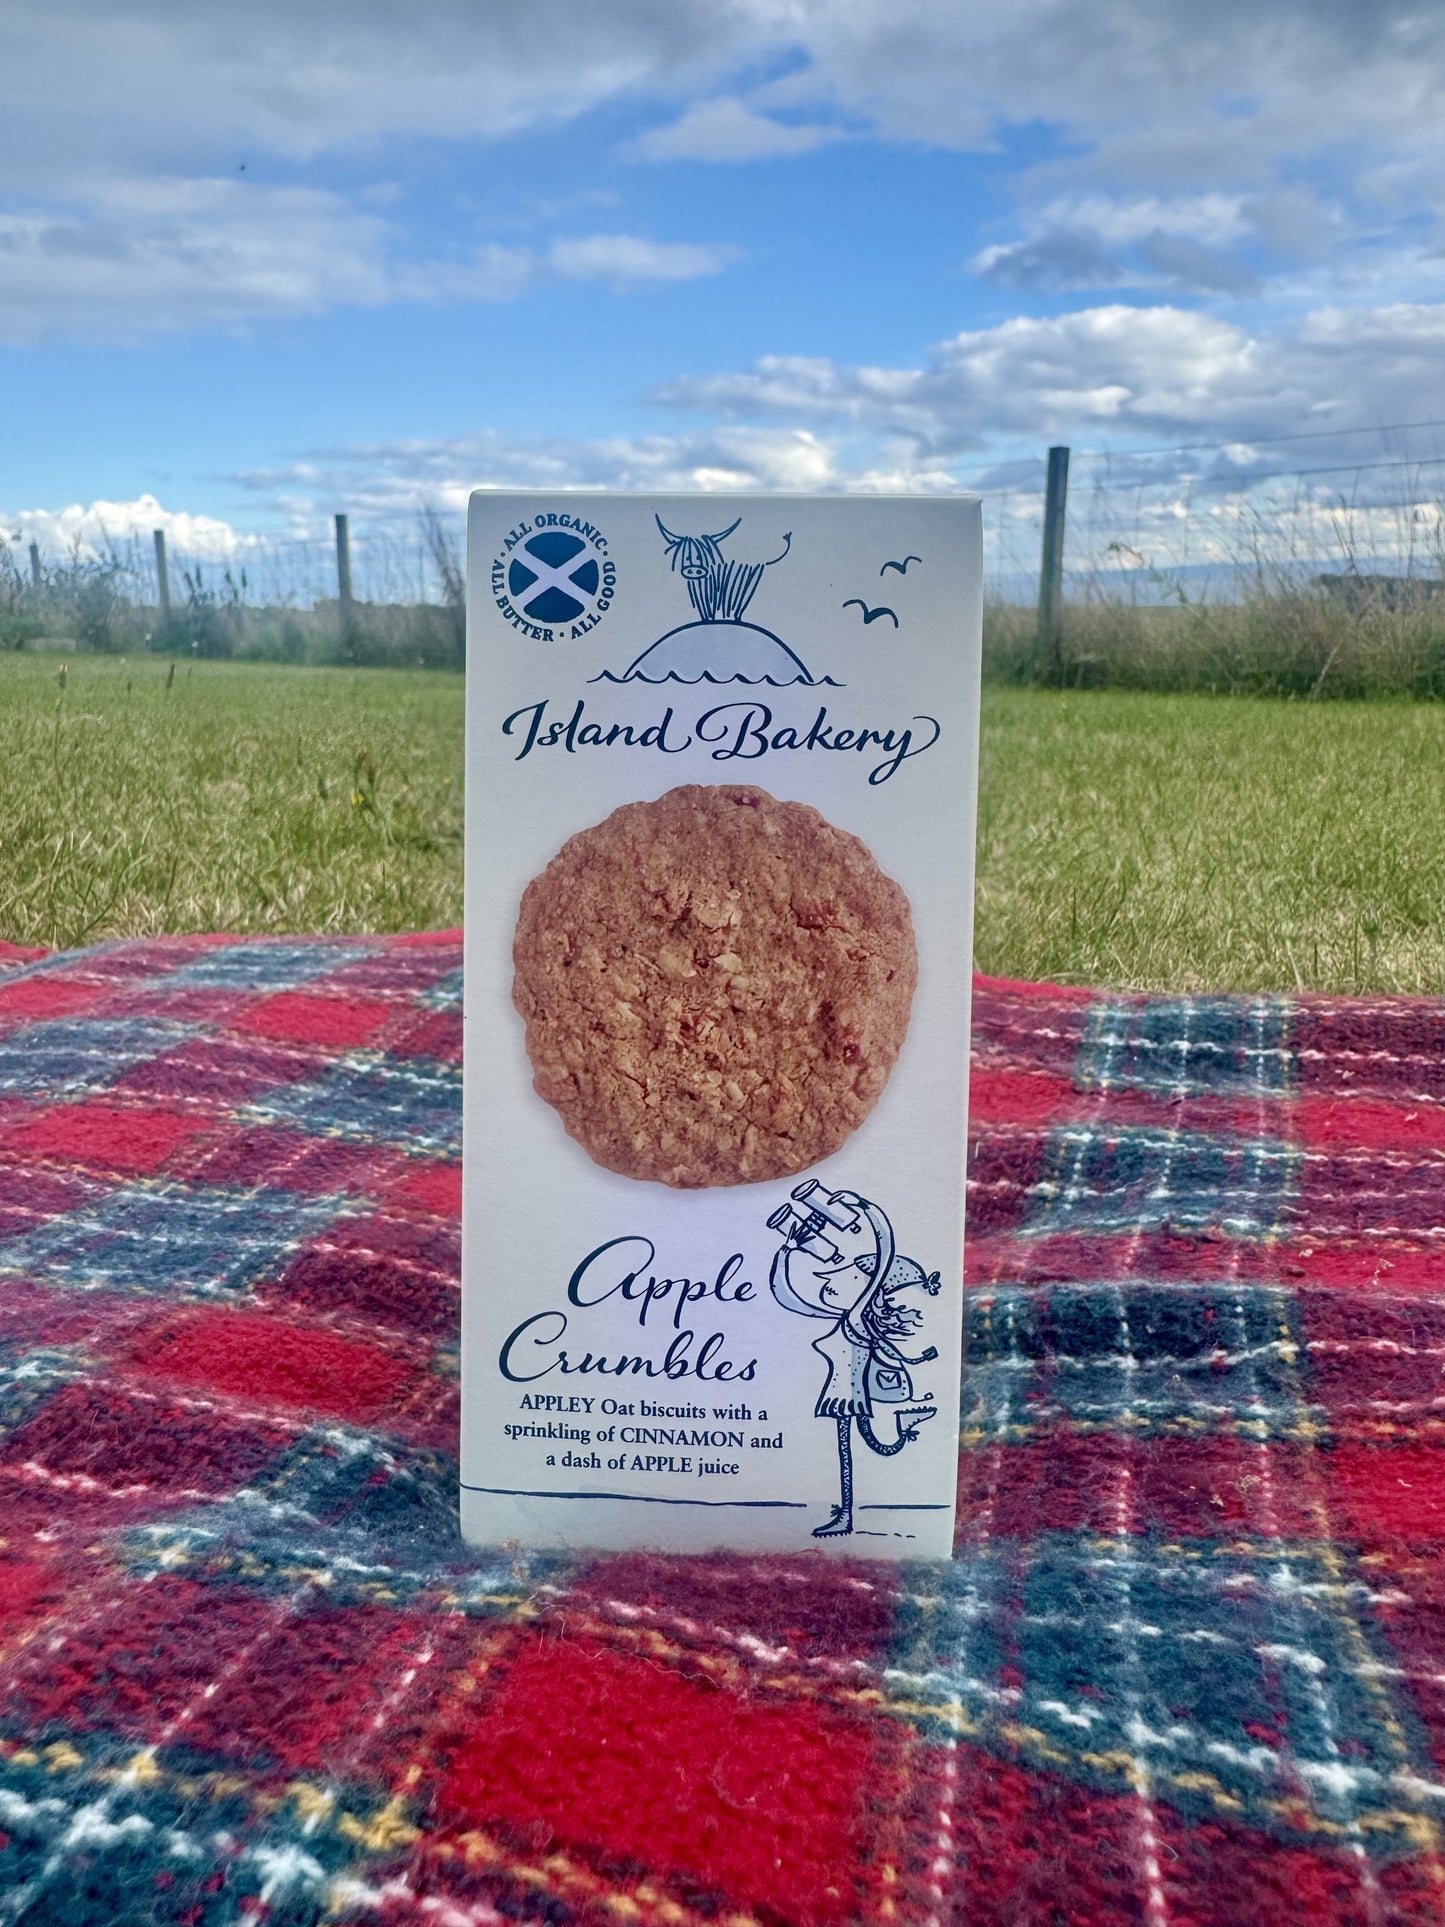 ALL ORGANIC · ALL GOOD · ALL BUTTER ·
Island Bakery
Apple
Crumbles
APPLEY Oat biscuits with a
sprinkling of CINNAMON and
a dash of APPLE juice